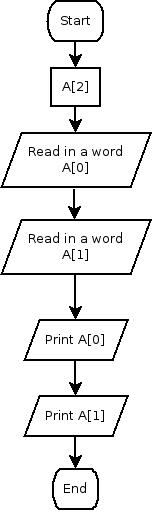 Start
A[2]
Read in a word
A[0]
Read in a word
A[1]
Print A[0]
Print A[1]
End